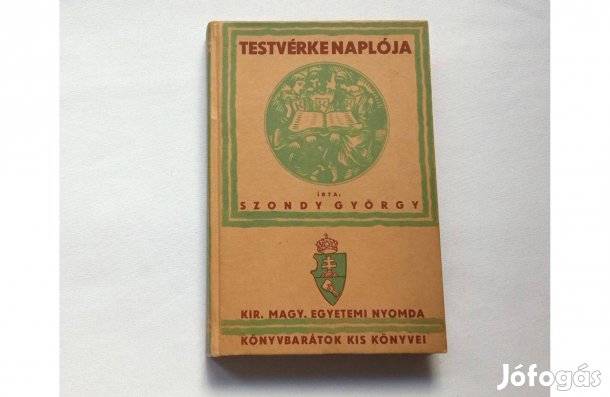 TESTVÉRKE NAPLÓJA
ÍRTA:
SZONDY GYÖRGY
KIR. MAGY. EGYETEMI NYOMDA
KÖNYVBARÁTOK KIS KÖNYVEI
Jófogás